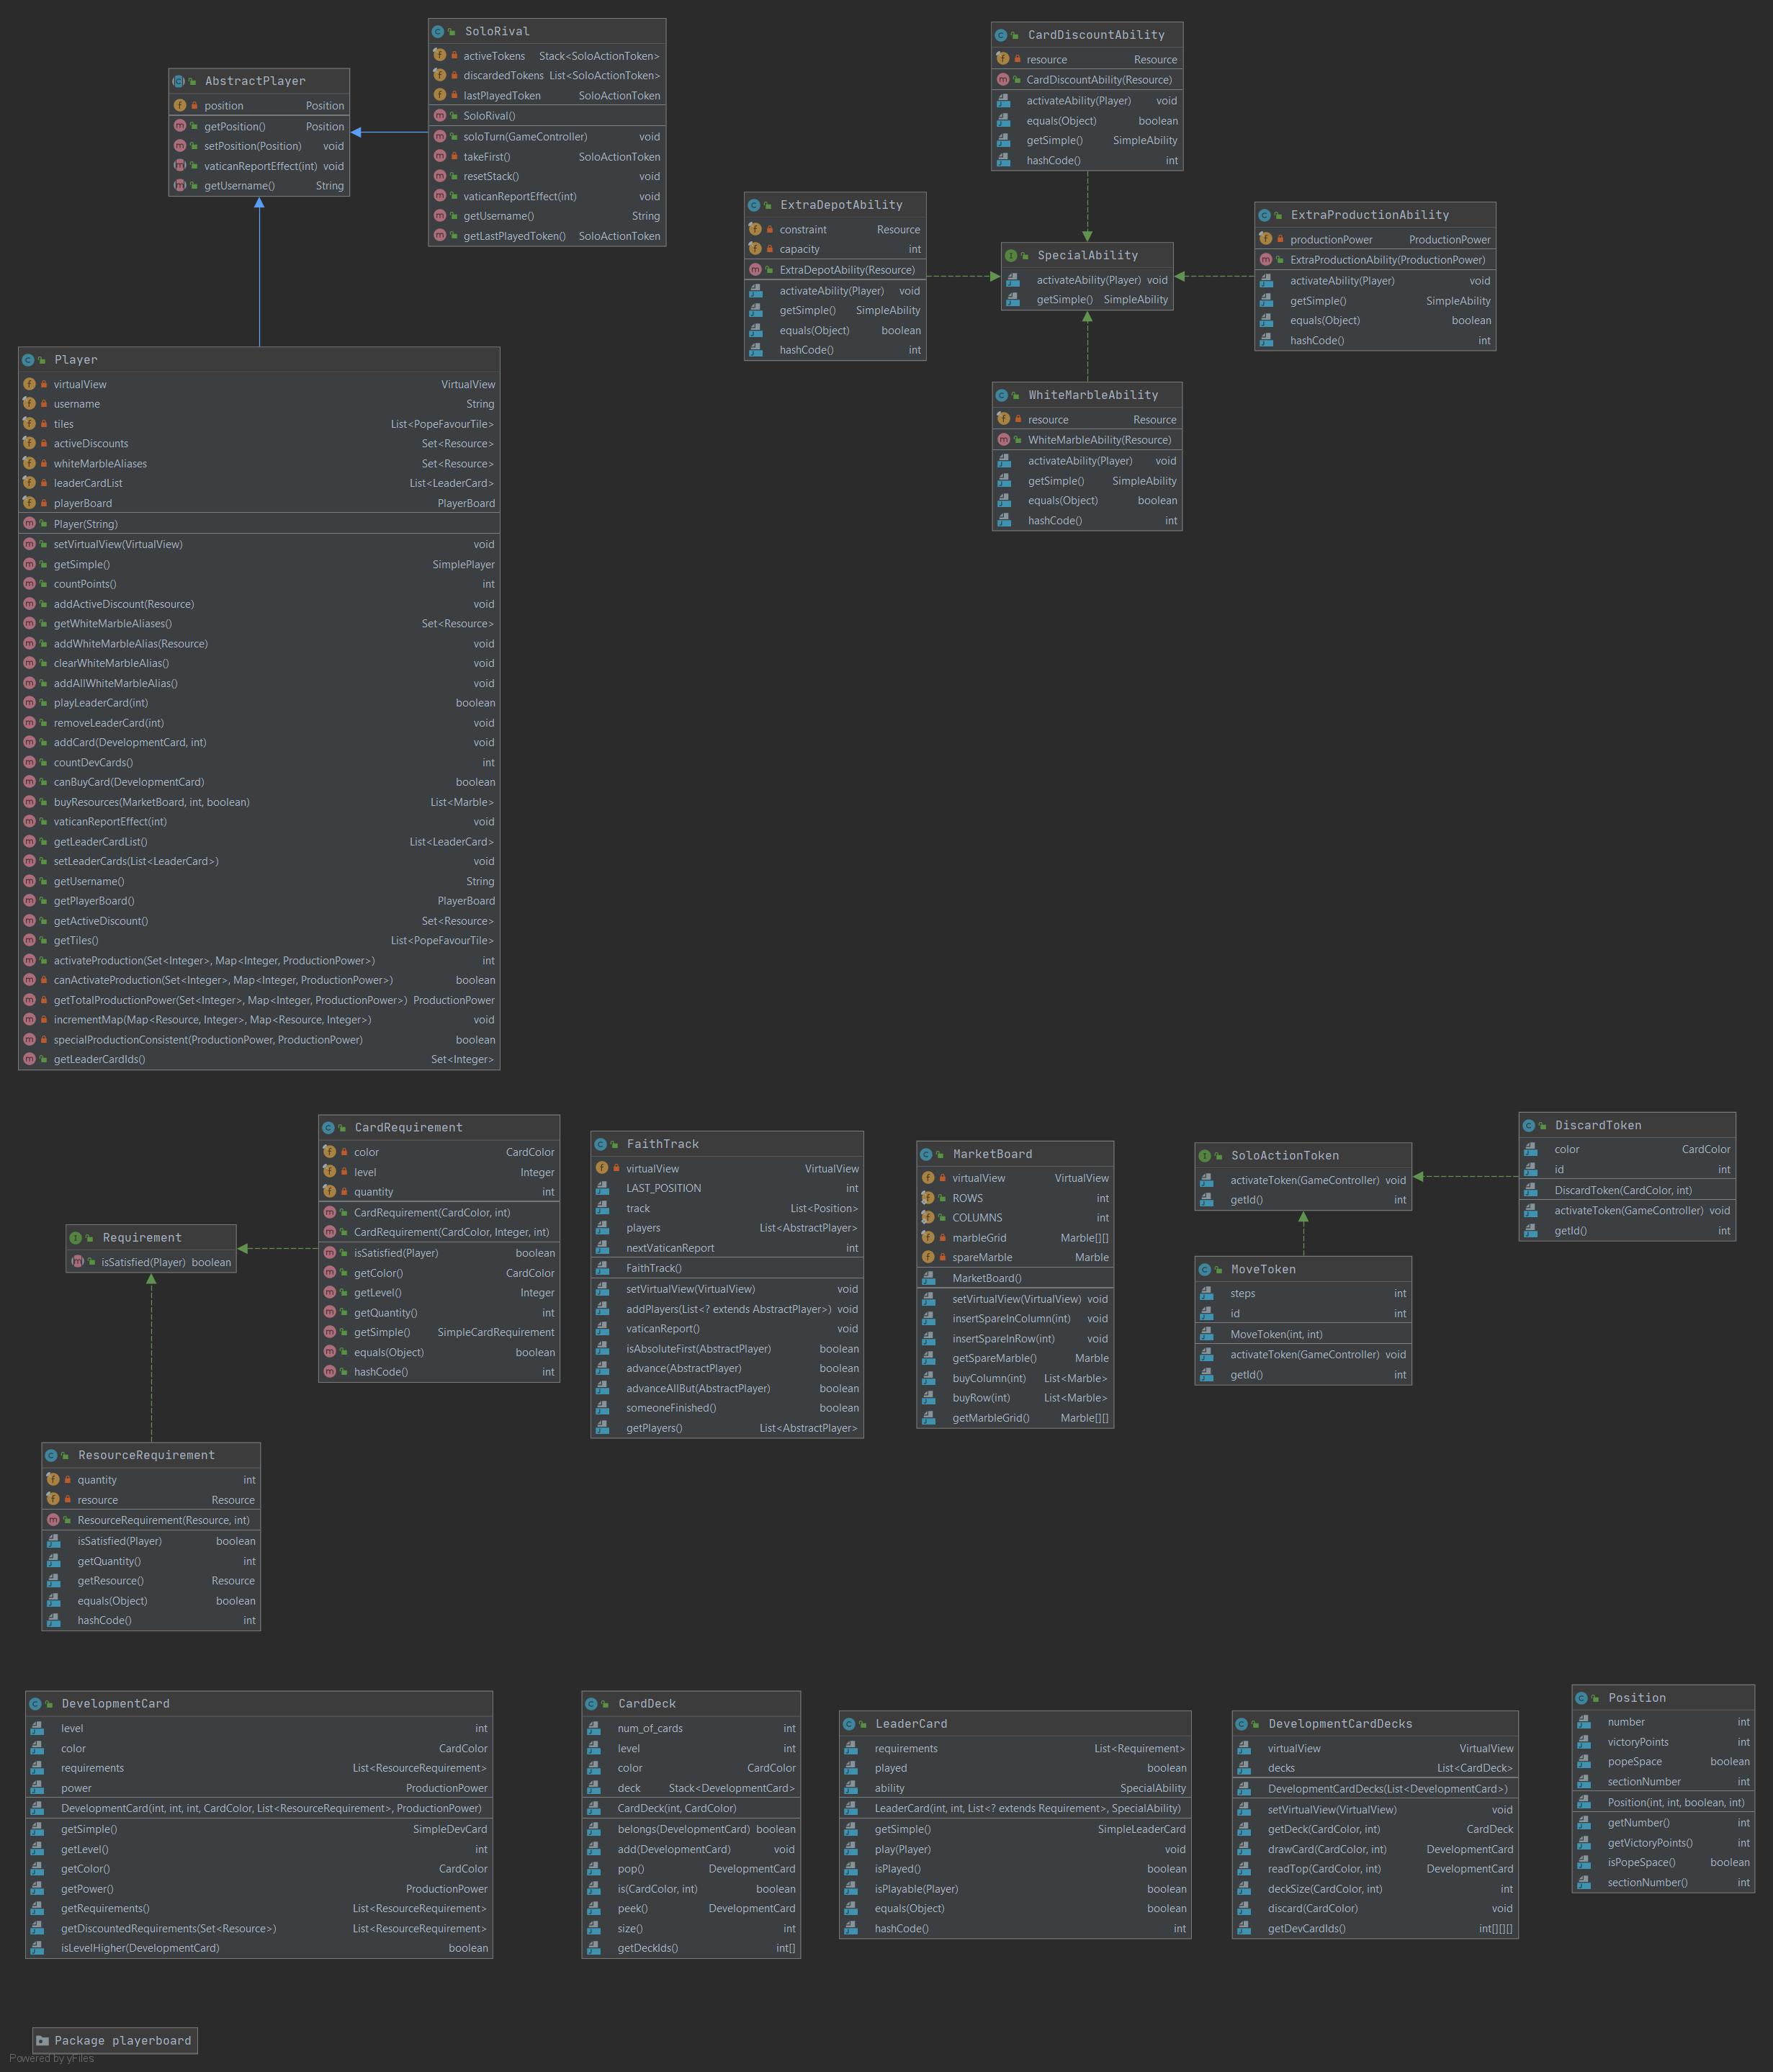 SoloRival
activeTokens Stack<SoloActionToken>
discardedTokens List<SoloActionToken>
lastPlayedToken SoloActionToken
SoloRival()
soloTurn(GameController) void
takeFirst() SoloActionToken
resetStack() void
vaticanReportEffect(int) void
getUsername() String
getLastPlayedToken() SoloActionToken
AbstractPlayer
position Position
getPosition() Position
setPosition(Position) void
vaticanReportEffect(int) void
getUsername() String
CardDiscountAbility
resource Resource
CardDiscountAbility(Resource)
activateAbility(Player) void
equals(Object) boolean
getSimple() SimpleAbility
hashCode() int
ExtraDepotAbility
constraint Resource
capacity int
ExtraDepotAbility(Resource)
activateAbility(Player) void
getSimple() SimpleAbility
equals(Object) boolean
hashCode() int
SpecialAbility
activateAbility(Player) void
getSimple() SimpleAbility
ExtraProductionAbility
productionPower ProductionPower
ExtraProductionAbility(ProductionPower)
activateAbility(Player) void
getSimple() SimpleAbility
equals(Object) boolean
hashCode() int
WhiteMarbleAbility
resource Resource
WhiteMarbleAbility(Resource)
activateAbility(Player) void
getSimple() SimpleAbility
equals(Object) boolean
hashCode() int
Player
virtualView VirtualView
username String
tiles List<PopeFavourTile>
activeDiscounts Set<Resource>
whiteMarbleAliases Set<Resource>
leaderCardList List<LeaderCard>
playerBoard PlayerBoard
Player(String)
setVirtualView(VirtualView) void
getSimple() SimplePlayer
countPoints() int
addActiveDiscount(Resource) void
getWhiteMarbleAliases() Set<Resource>
addWhiteMarbleAlias(Resource) void
clearWhiteMarbleAlias() void
addAllWhiteMarbleAlias() void
playLeaderCard(int) boolean
removeLeaderCard(int) void
addCard(DevelopmentCard, int) void
countDevCards() int
canBuyCard(DevelopmentCard) boolean
buyResources(MarketBoard, int, boolean) List<Marble>
vaticanReportEffect(int) void
getLeaderCardList() List<LeaderCard>
setLeaderCards(List<LeaderCard>) void
getUsername() String
getPlayerBoard() PlayerBoard
getActiveDiscount() Set<Resource>
getTiles() List<PopeFavourTile>
activateProduction(Set<Integer>, Map<Integer, ProductionPower>) int
canActivateProduction(Set<Integer>, Map<Integer, ProductionPower>) boolean
getTotalProductionPower(Set<Integer>, Map<Integer, ProductionPower>) ProductionPower
incrementMap(Map<Resource, Integer>, Map<Resource, Integer>) void
specialProductionConsistent(ProductionPower, ProductionPower) boolean
getLeaderCardIds() Set<Integer>
CardRequirement
color CardColor
level Integer
quantity int
CardRequirement(CardColor, int)
CardRequirement(CardColor, Integer, int)
isSatisfied(Player) boolean
getColor() CardColor
getLevel() Integer
getQuantity() int
getSimple() SimpleCardRequirement
equals(Object) boolean
hashCode() int
Requirement
isSatisfied(Player) boolean
FaithTrack
virtualView VirtualView
LAST_POSITION int
track List<Position>
players List<AbstractPlayer>
nextVaticanReport int
FaithTrack()
setVirtualView(VirtualView) void
addPlayers(List<? extends AbstractPlayer>) void
vaticanReport() void
isAbsoluteFirst(AbstractPlayer) boolean
advance(AbstractPlayer) boolean
advanceAllBut(AbstractPlayer) boolean
someoneFinished() boolean
getPlayers() List<AbstractPlayer>
MarketBoard
virtualView VirtualView
ROWS int
COLUMNS int
marbleGrid Marble[][]
spareMarble Marble
MarketBoard()
setVirtualView(VirtualView) void
insertSpareInColumn(int) void
insertSpareInRow(int) void
getSpareMarble() Marble
buyColumn(int) List<Marble>
buyRow(int) List<Marble>
getMarbleGrid() Marble[][]
SoloActionToken
activateToken(GameController) void
getId() int
DiscardToken
color CardColor
id int
DiscardToken(CardColor, int)
activateToken(GameController) void
getId() int
MoveToken
steps int
id int
MoveToken(int, int)
activateToken(GameController) void
getId() int
ResourceRequirement
quantity int
resource Resource
ResourceRequirement(Resource, int)
isSatisfied(Player) boolean
getQuantity() int
getResource() Resource
equals(Object) boolean
hashCode() int
DevelopmentCard
level int
color CardColor
requirements List<ResourceRequirement>
power ProductionPower
DevelopmentCard(int, int, int, CardColor, List<ResourceRequirement>, ProductionPower)
getSimple() SimpleDevCard
getLevel() int
getColor() CardColor
getPower() ProductionPower
getRequirements() List<ResourceRequirement>
getDiscountedRequirements(Set<Resource>) List<ResourceRequirement>
isLevelHigher(DevelopmentCard) boolean
CardDeck
num_of_cards int
level int
color CardColor
deck Stack<DevelopmentCard>
CardDeck(int, CardColor)
belongs(DevelopmentCard) boolean
add(DevelopmentCard) void
pop() DevelopmentCard
is(CardColor, int) boolean
peek() DevelopmentCard
size() int
getDeckIds() int[]
LeaderCard
requirements List<Requirement>
played boolean
ability SpecialAbility
LeaderCard(int, int, List<? extends Requirement>, SpecialAbility)
getSimple() SimpleLeaderCard
play(Player) void
isPlayed() boolean
isPlayable(Player) boolean
equals(Object) boolean
hashCode() int
DevelopmentCardDecks
virtualView VirtualView
decks List<CardDeck>
DevelopmentCardDecks(List<DevelopmentCard>)
setVirtualView(VirtualView) void
getDeck(CardColor, int) CardDeck
drawCard(CardColor, int) DevelopmentCard
readTop(CardColor, int) DevelopmentCard
deckSize(CardColor, int) int
discard(CardColor) void
getDevCardIds() int[][][]
Position
number int
victoryPoints int
popeSpace boolean
sectionNumber int
Position(int, int, boolean, int)
getNumber() int
getVictoryPoints() int
isPopeSpace() boolean
sectionNumber() int
Package playerboard
Powered by yFiles